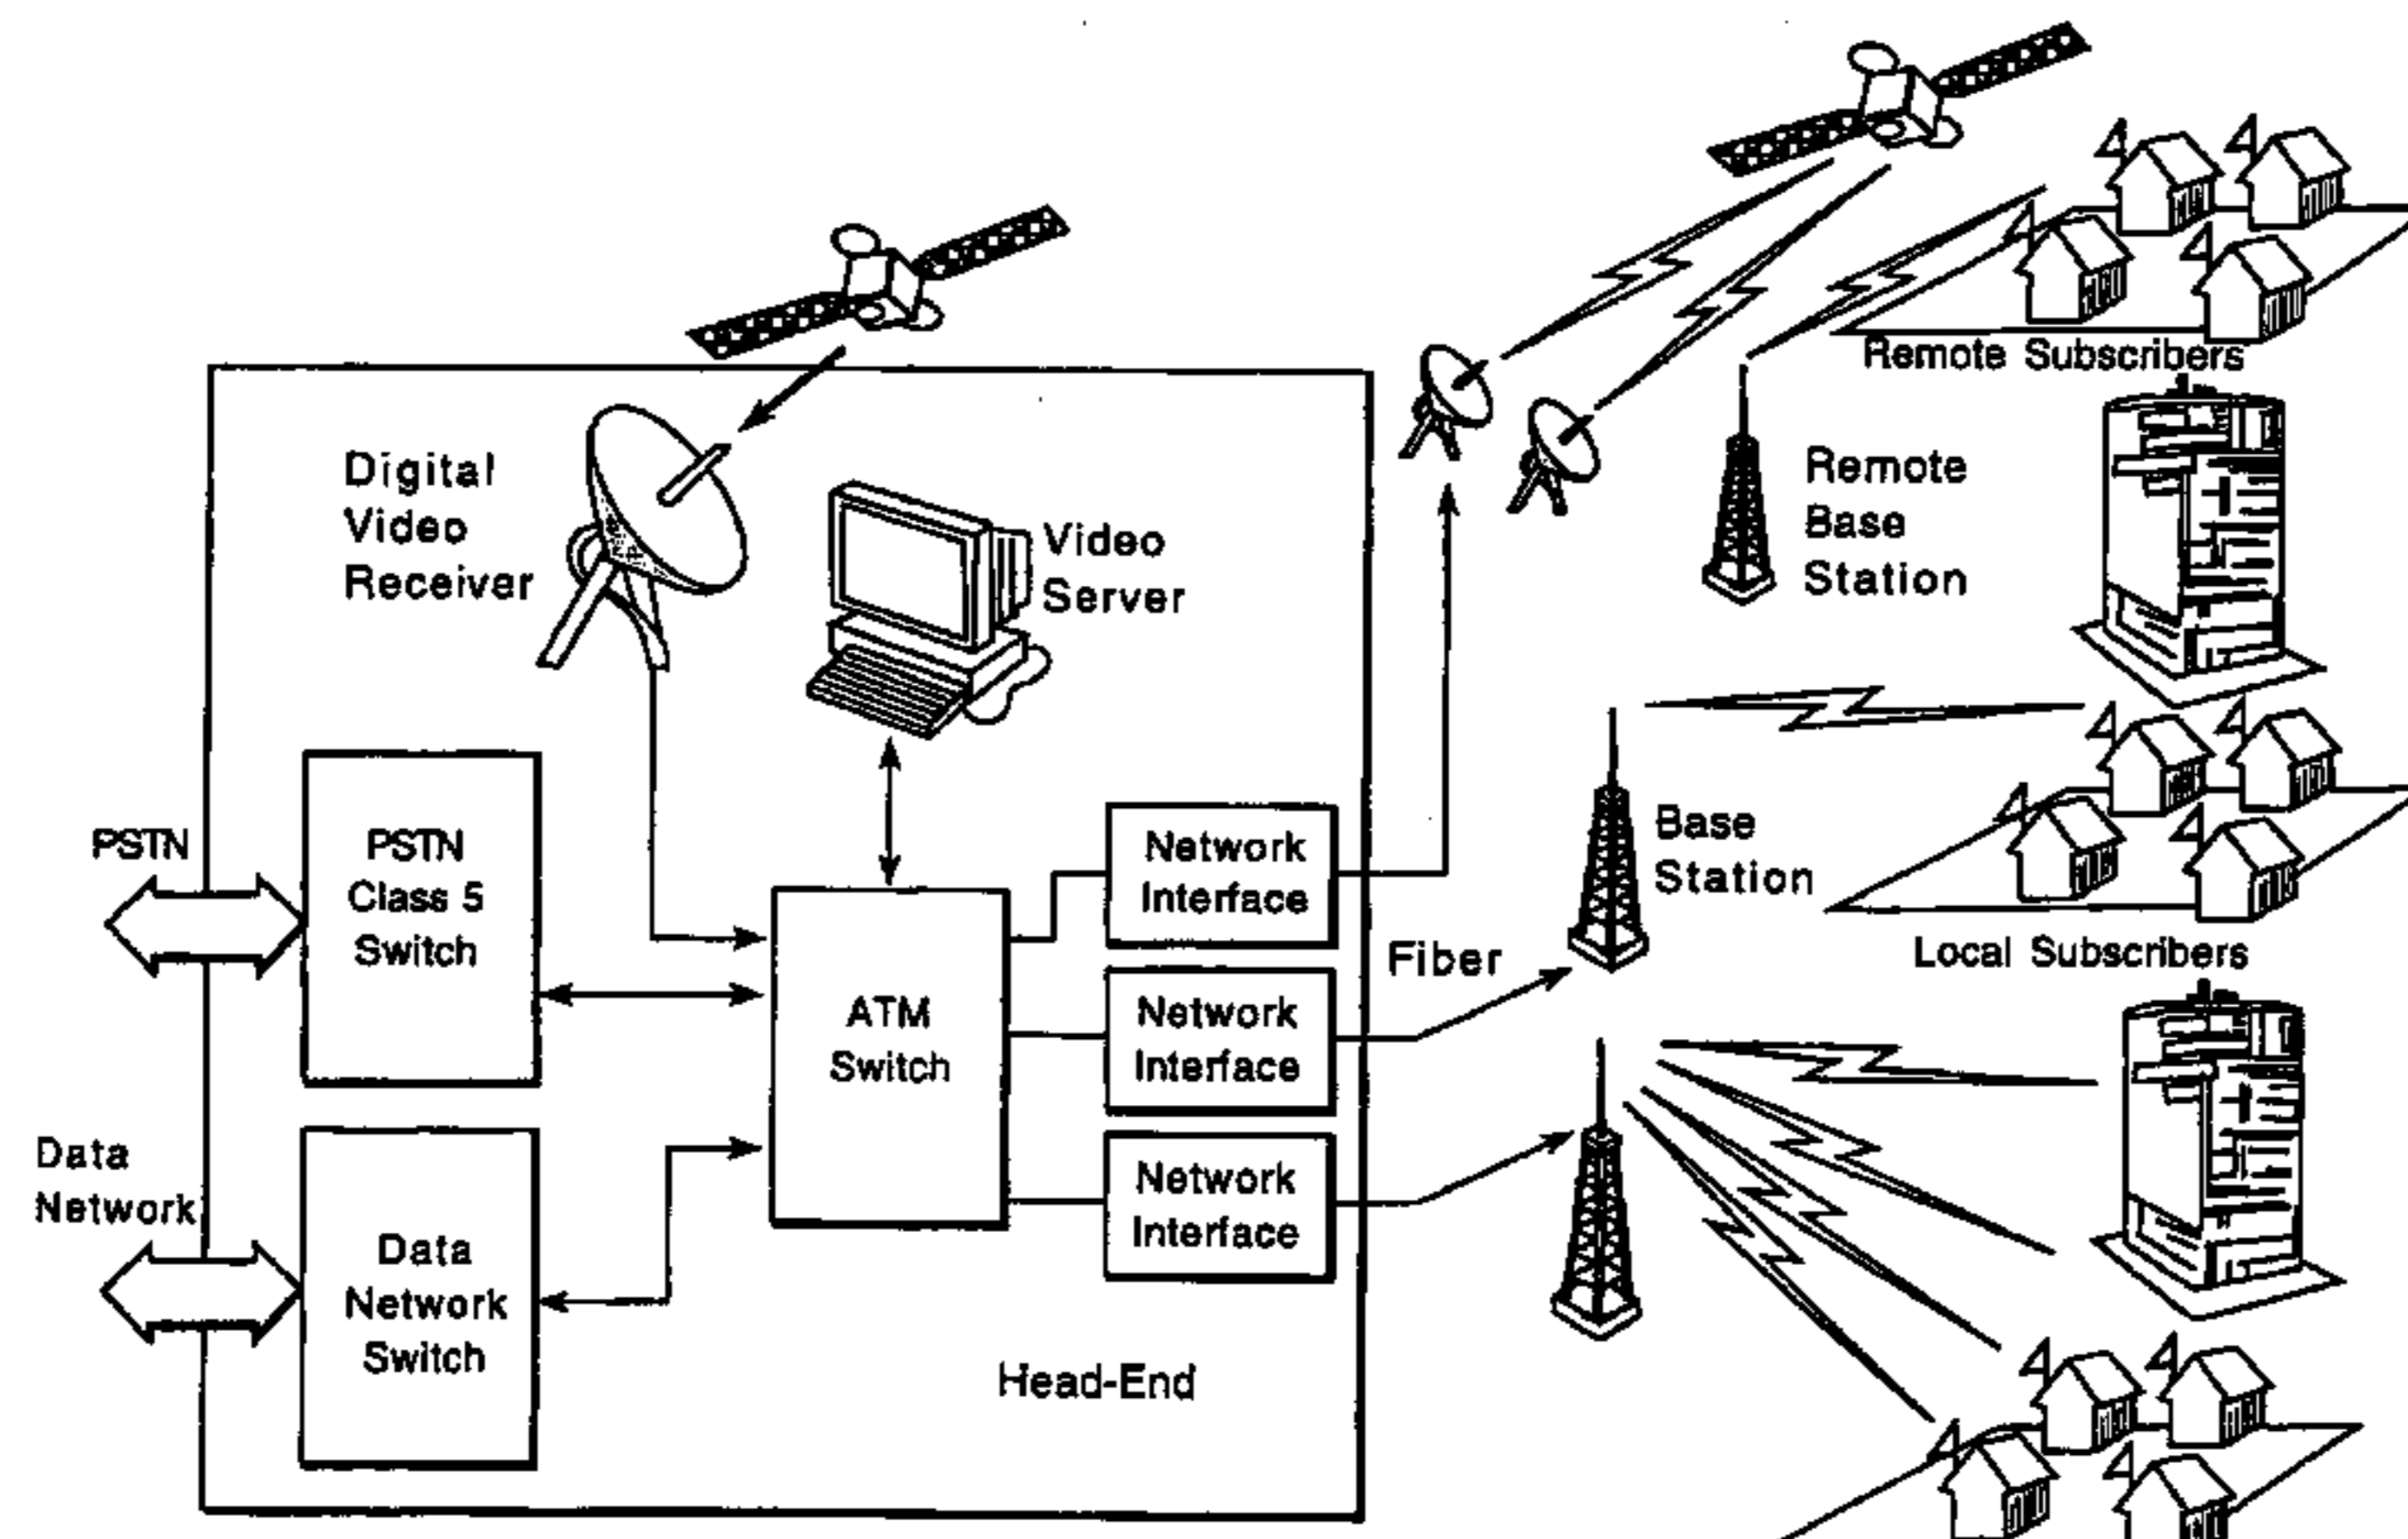 Remote Subscribers
Digital
Video
Receiver
Video
Server
Remote
Base
Station
PSTN
PSTN
Class 5
Switch
Network
Interface
Base
Station
Local Subscribers
Fiber
ATM
Switch
Network
Interface
Data
Network
Data
Network
Switch
Network
Interface
Head-End